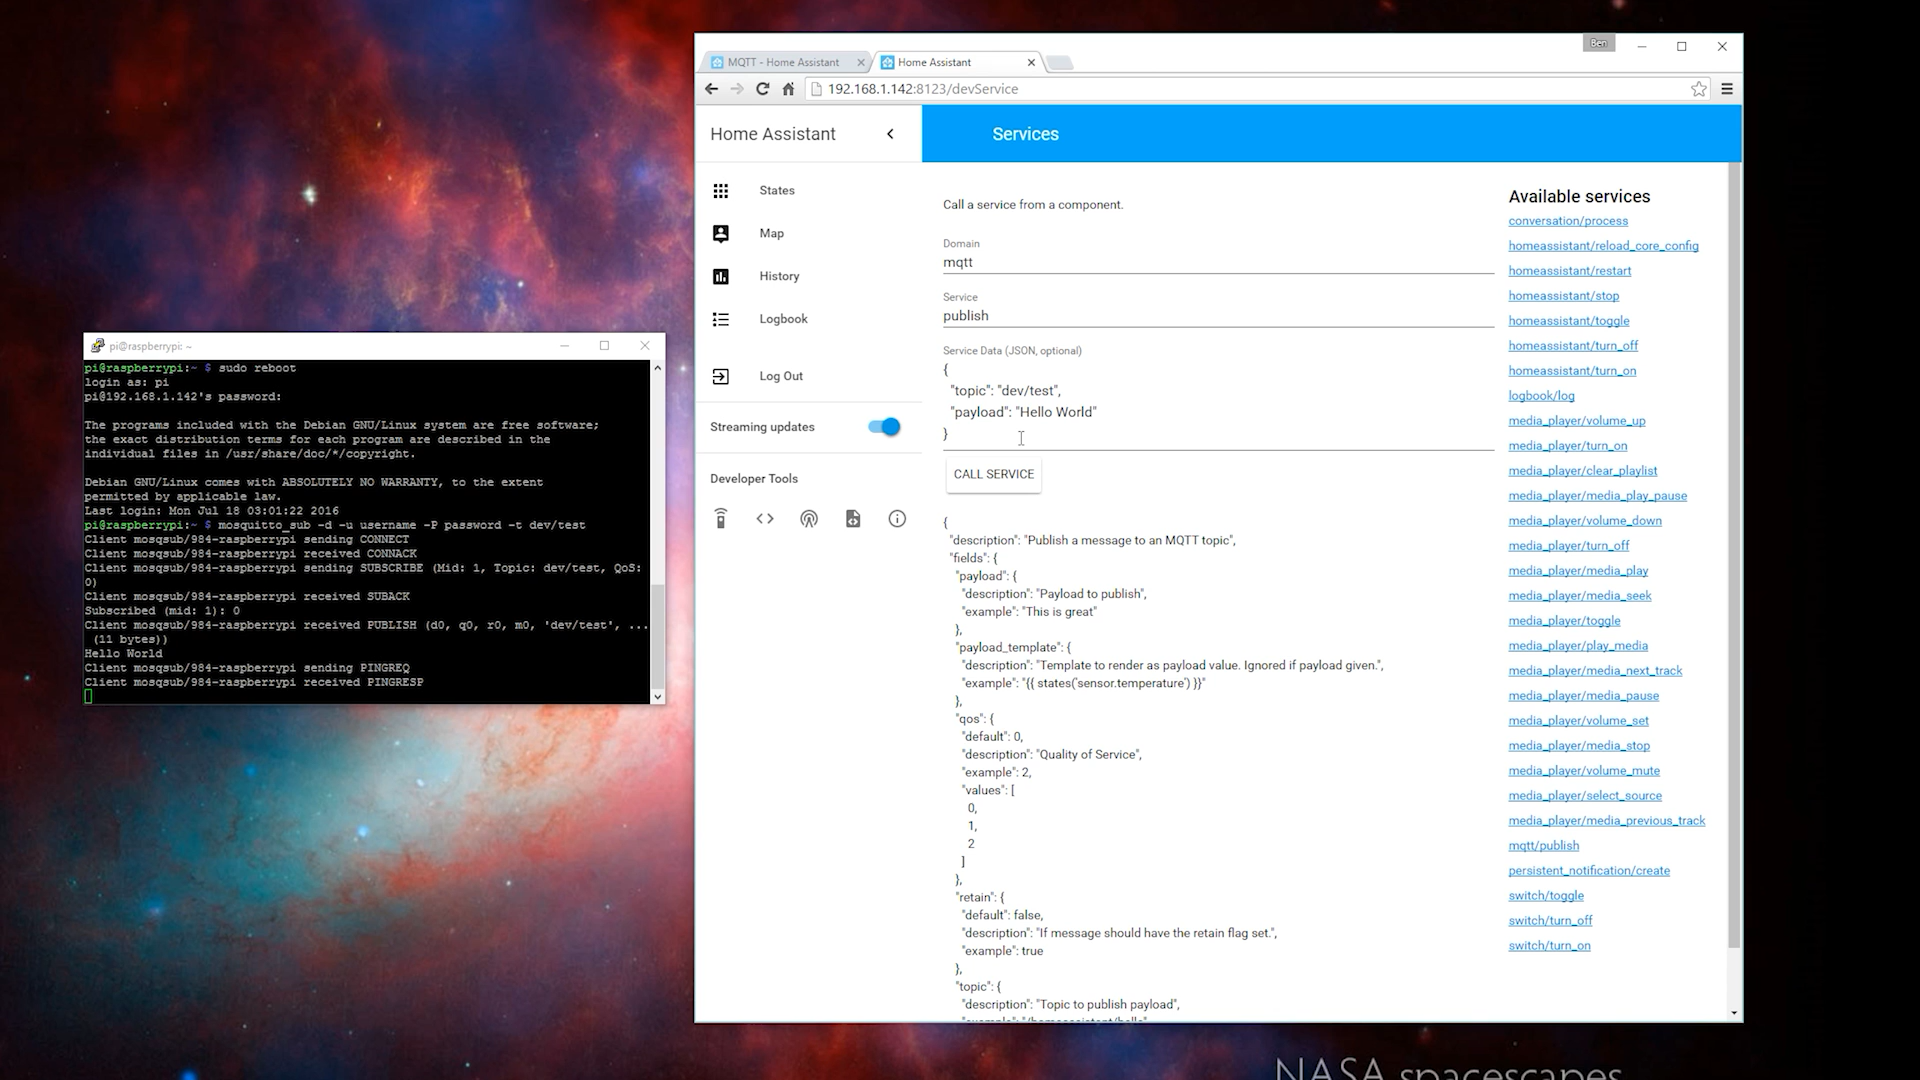 Ben
MQTT - Home Assistant
Home Assistant
192.168.1.142:8123/devService
Home Assistant
Services
States
Map
History
Logbook
Log Out
Streaming updates
Developer Tools
Call a service from a component.
Domain
mqtt
Service
publish
Service Data (JSON, optional)
{
"topic": "dev/test",
"payload": "Hello World"
}
CALL SERVICE
{
"description": "Publish a message to an MQTT topic",
"fields": {
"payload": {
"description": "Payload to publish",
"example": "This is great"
},
"payload_template": {
"description": "Template to render as payload value. Ignored if payload given.",
"example": "{{ states('sensor.temperature') }}"
},
"qos": {
"default": 0,
"description": "Quality of Service",
"example": 2,
"values": [
0,
1,
2
]
},
"retain": {
"default": false,
"description": "If message should have the retain flag set.",
"example": true
},
"topic": {
"description": "Topic to publish payload",
"example": "/homeassistant/hello"
Available services
conversation/process
homeassistant/reload_core_config
homeassistant/restart
homeassistant/stop
homeassistant/toggle
homeassistant/turn_off
homeassistant/turn_on
logbook/log
media_player/volume_up
media_player/turn_on
media_player/clear_playlist
media_player/media_play_pause
media_player/volume_down
media_player/turn_off
media_player/media_play
media_player/media_seek
media_player/toggle
media_player/play_media
media_player/media_next_track
media_player/media_pause
media_player/volume_set
media_player/media_stop
media_player/volume_mute
media_player/select_source
media_player/media_previous_track
mqtt/publish
persistent_notification/create
switch/toggle
switch/turn_off
switch/turn_on
pi@raspberrypi: ~
pi@raspberrypi:~ $ sudo reboot
login as: pi
pi@192.168.1.142's password:
The programs included with the Debian GNU/Linux system are free software;
the exact distribution terms for each program are described in the
individual files in /usr/share/doc/*/copyright.
Debian GNU/Linux comes with ABSOLUTELY NO WARRANTY, to the extent
permitted by applicable law.
Last login: Mon Jul 18 03:01:22 2016
pi@raspberrypi:~ $ mosquitto_sub -d -u username -P password -t dev/test
Client mosqsub/984-raspberrypi sending CONNECT
Client mosqsub/984-raspberrypi received CONNACK
Client mosqsub/984-raspberrypi sending SUBSCRIBE (Mid: 1, Topic: dev/test, QoS:
0)
Client mosqsub/984-raspberrypi received SUBACK
Subscribed (mid: 1): 0
Client mosqsub/984-raspberrypi received PUBLISH (d0, q0, r0, m0, 'dev/test', ...
(11 bytes))
Hello World
Client mosqsub/984-raspberrypi sending PINGREQ
Client mosqsub/984-raspberrypi received PINGRESP
NASA spacescapes